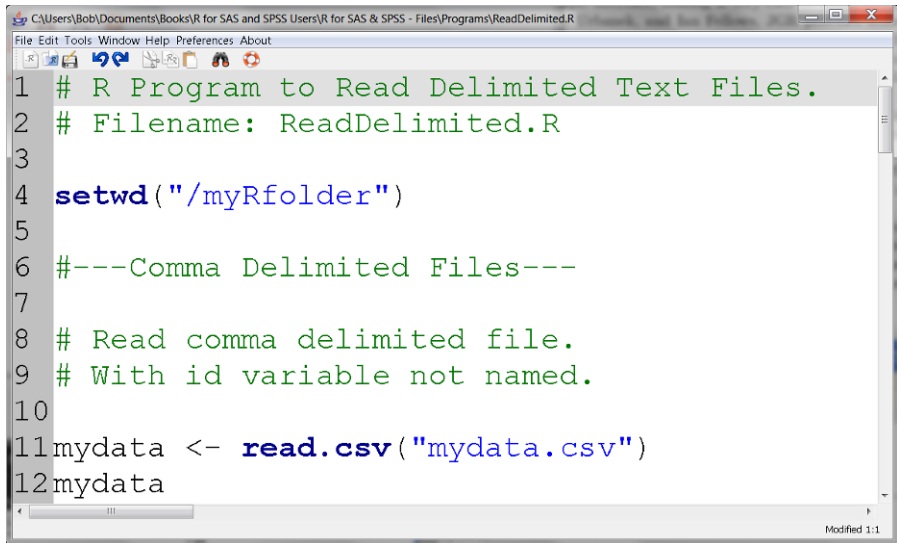 C:\Users\Bob\Documents\Books\R for SAS and SPSS Users\R for SAS & SPSS - Files\Programs\ReadDelimited.R
File Edit Tools Window Help Preferences About
1 # R Program to Read Delimited Text Files.
2 # Filename: ReadDelimited.R
3
4 setwd("/myRfolder")
5
6 #---Comma Delimited Files---
7
8 # Read comma delimited file.
9 # With id variable not named.
10
11 mydata <- read.csv("mydata.csv")
12 mydata
Modified 1:1